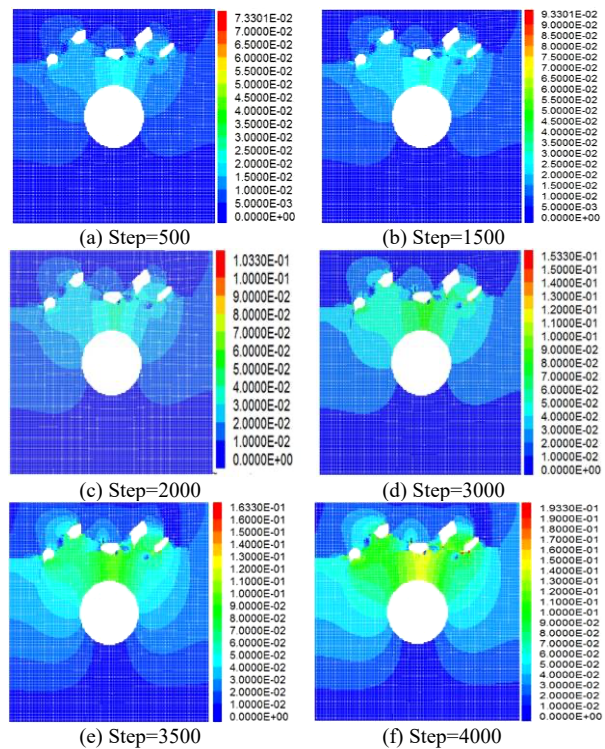 7.3301E-02
7.0000E-02
6.5000E-02
6.0000E-02
5.5000E-02
5.0000E-02
4.5000E-02
4.0000E-02
3.5000E-02
3.0000E-02
2.5000E-02
2.0000E-02
1.5000E-02
1.0000E-02
5.0000E-03
0.0000E+00
(a) Step=500
9.3301E-02
9.0000E-02
8.5000E-02
8.0000E-02
7.5000E-02
7.0000E-02
6.5000E-02
6.0000E-02
5.5000E-02
5.0000E-02
4.5000E-02
4.0000E-02
3.5000E-02
3.0000E-02
2.5000E-02
2.0000E-02
1.5000E-02
1.0000E-02
5.0000E-03
0.0000E+00
(b) Step=1500
1.0330E-01
1.0000E-01
9.0000E-02
8.0000E-02
7.0000E-02
6.0000E-02
5.0000E-02
4.0000E-02
3.0000E-02
2.0000E-02
1.0000E-02
0.0000E+00
(c) Step=2000
1.5330E-01
1.5000E-01
1.4000E-01
1.3000E-01
1.2000E-01
1.1000E-01
1.0000E-01
9.0000E-02
8.0000E-02
7.0000E-02
6.0000E-02
5.0000E-02
4.0000E-02
3.0000E-02
2.0000E-02
1.0000E-02
0.0000E+00
(d) Step=3000
1.6330E-01
1.6000E-01
1.5000E-01
1.4000E-01
1.3000E-01
1.2000E-01
1.1000E-01
1.0000E-01
9.0000E-02
8.0000E-02
7.0000E-02
6.0000E-02
5.0000E-02
4.0000E-02
3.0000E-02
2.0000E-02
1.0000E-02
0.0000E+00
(e) Step=3500
1.9330E-01
1.9000E-01
1.8000E-01
1.7000E-01
1.6000E-01
1.5000E-01
1.4000E-01
1.3000E-01
1.2000E-01
1.1000E-01
1.0000E-01
9.0000E-02
8.0000E-02
7.0000E-02
6.0000E-02
5.0000E-02
4.0000E-02
3.0000E-02
2.0000E-02
1.0000E-02
0.0000E+00
(f) Step=4000